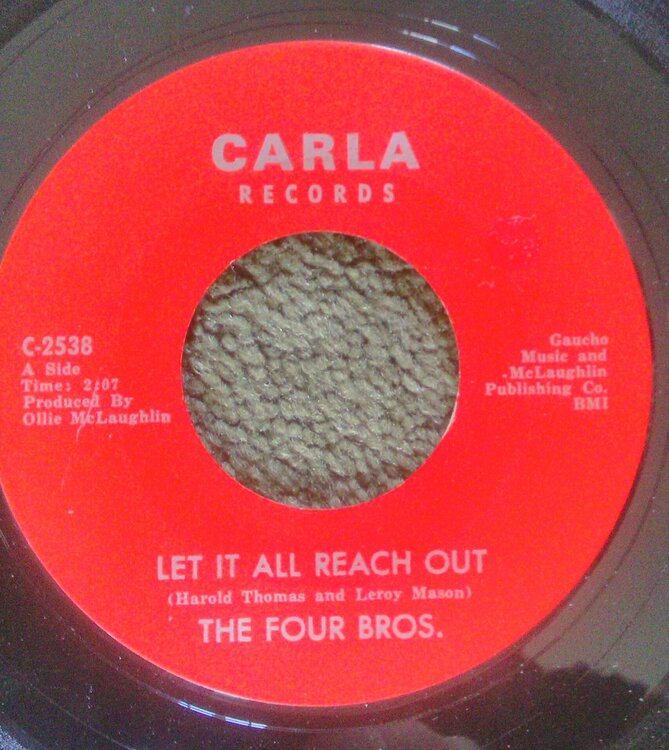 CARLA
RECORDS
C-2538
A Side
Time: 2:07
Produced By
Ollie McLaughlin
Gaucho
Music and
McLaughlin
Publishing Co.
BMI
LET IT ALL REACH OUT
(Harold Thomas and Leroy Mason)
THE FOUR BROS.